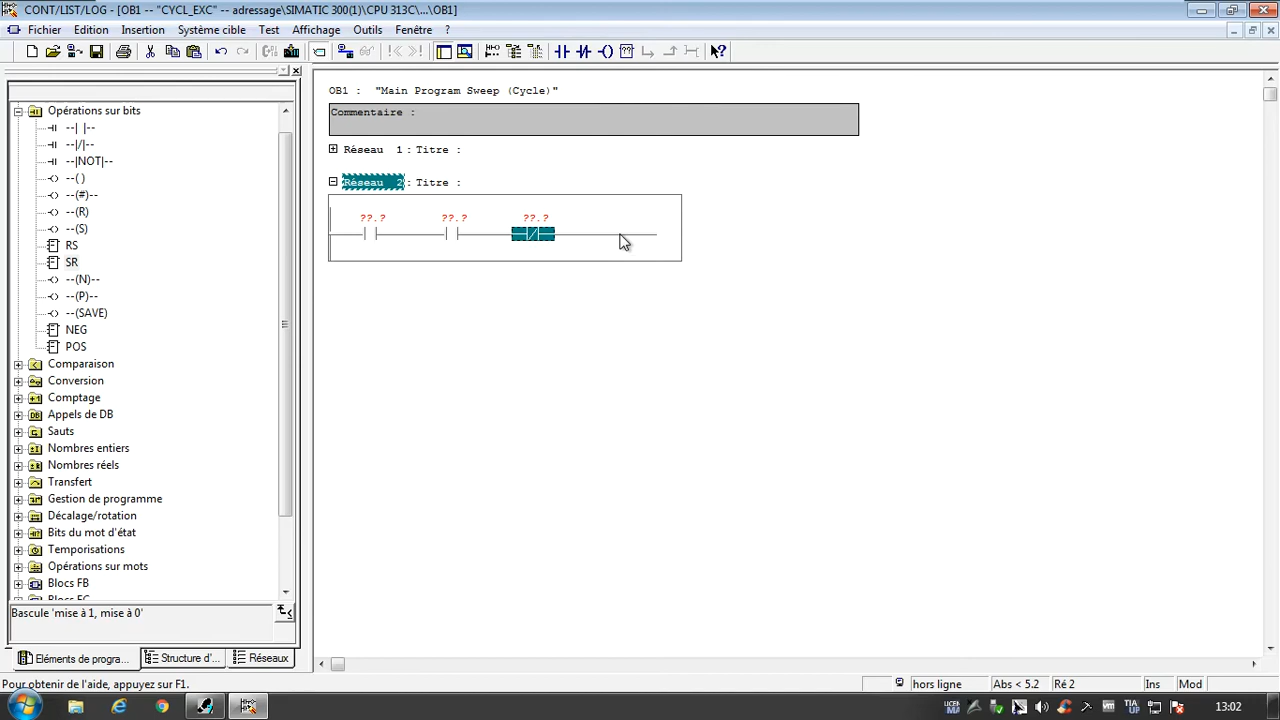 CONT/LIST/LOG - [OB1 -- "CYCL_EXC" -- adressage\SIMATIC 300(1)\CPU 313C\...\OB1]
Fichier Edition Insertion Système cible Test Affichage Outils Fenêtre ?
OB1 : "Main Program Sweep (Cycle)"
Commentaire :
Réseau 1 : Titre :
Réseau 2 : Titre :
??.? ??.? ??.?
Opérations sur bits
--| |--
--|/|--
--|NOT|--
--( )
--(#)--
--(R)
--(S)
RS
SR
--(N)--
--(P)--
--(SAVE)
NEG
POS
Comparaison
Conversion
Comptage
Appels de DB
Sauts
Nombres entiers
Nombres réels
Transfert
Gestion de programme
Décalage/rotation
Bits du mot d'état
Temporisations
Opérations sur mots
Blocs FB
Blocs FC
Bascule 'mise à 1, mise à 0'
Eléments de progra... Structure d'... Réseaux
Pour obtenir de l'aide, appuyez sur F1. hors ligne Abs < 5.2 Ré 2 Ins Mod
13:02